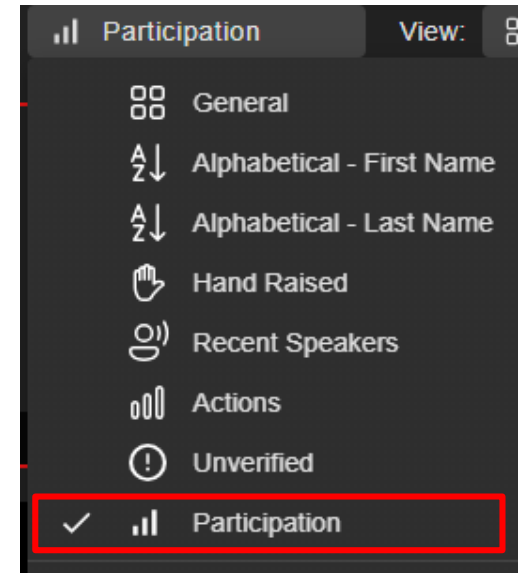 Participation View:
General
Alphabetical - First Name
Alphabetical - Last Name
Hand Raised
Recent Speakers
Actions
Unverified
Participation